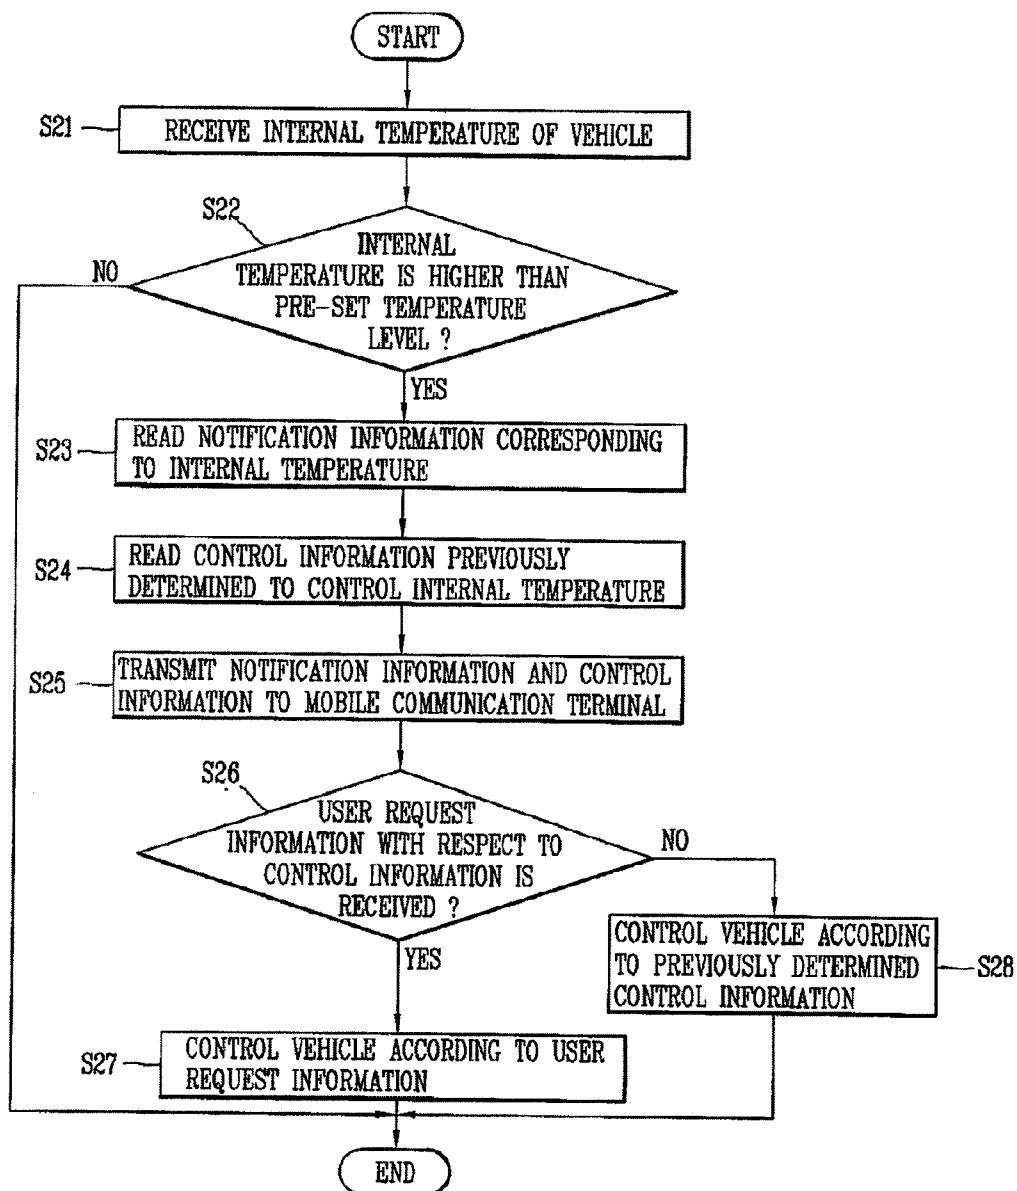 START
S21
RECEIVE INTERNAL TEMPERATURE OF VEHICLE
S22
INTERNAL
TEMPERATURE IS HIGHER THAN
PRE-SET TEMPERATURE
LEVEL ?
NO
YES
S23
READ NOTIFICATION INFORMATION CORRESPONDING
TO INTERNAL TEMPERATURE
S24
READ CONTROL INFORMATION PREVIOUSLY
DETERMINED TO CONTROL INTERNAL TEMPERATURE
S25
TRANSMIT NOTIFICATION INFORMATION AND CONTROL
INFORMATION TO MOBILE COMMUNICATION TERMINAL
S26
USER REQUEST
INFORMATION WITH RESPECT TO
CONTROL INFORMATION IS
RECEIVED ?
NO
YES
CONTROL VEHICLE ACCORDING
TO PREVIOUSLY DETERMINED
CONTROL INFORMATION
S28
S27
CONTROL VEHICLE ACCORDING TO USER
REQUEST INFORMATION
END